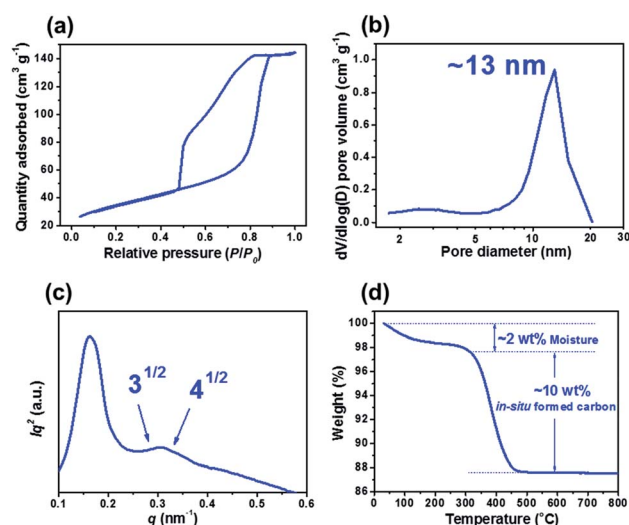 (a)
140
120
100
80
60
40
20
0.0 0.2 0.4 0.6 0.8 1.0
Quantity adsorbed (cm³ g⁻¹)
Relative pressure (P/P₀)
(b)
~13 nm
1.0
0.8
0.6
0.4
0.2
0.0
2 10 20 30
dV/dlog(D) pore volume (cm³ g⁻¹)
Pore diameter (nm)
(c)
3^1/2 4^1/2
Iq² (a.u.)
0.1 0.2 0.3 0.4 0.5 0.6
q (nm⁻¹)
(d)
100
98
96
94
92
90
88
86
~2 wt% Moisture
~10 wt%
in-situ formed carbon
0 200 400 600 800
Weight (%)
Temperature (°C)